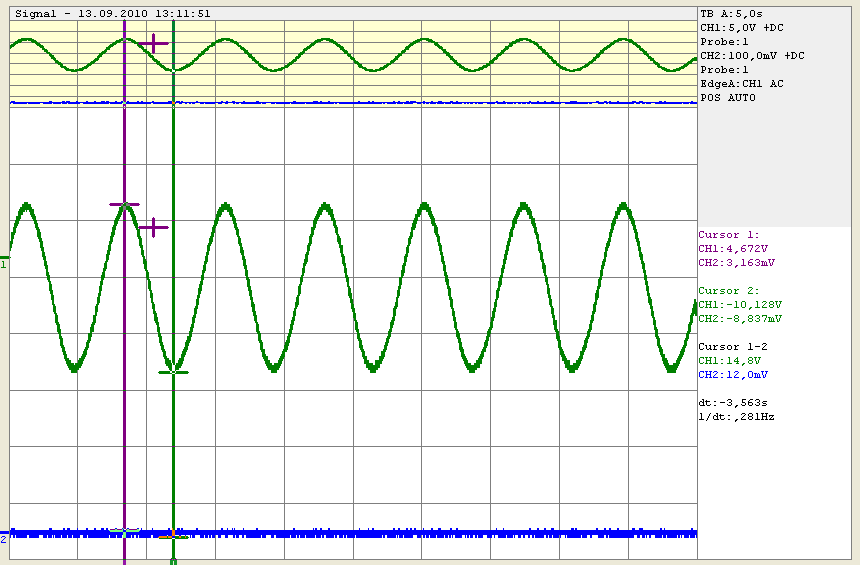 Signal - 13.09.2010 13:11:51
TB A:5,0s
CH1:5,0V +DC
Probe:1
CH2:100,0mV +DC
Probe:1
EdgeA:CH1 AC
POS AUTO
Cursor 1:
CH1:4,672V
CH2:3,163mV
1
Cursor 2:
CH1:-10,128V
CH2:-8,837mV
Cursor 1-2
CH1:14,8V
CH2:12,0mV
dt:-3,563s
1/dt:,281Hz
2